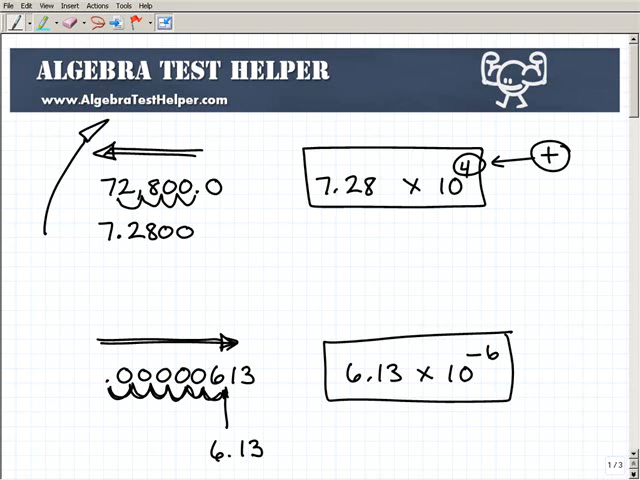 File Edit View Insert Actions Tools Help
ALGEBRA TEST HELPER
www.AlgebraTestHelper.com
72,800.0
7.2800
7.28 x 10^4
+
.00000613
6.13
6.13 x 10^-6
1 / 3